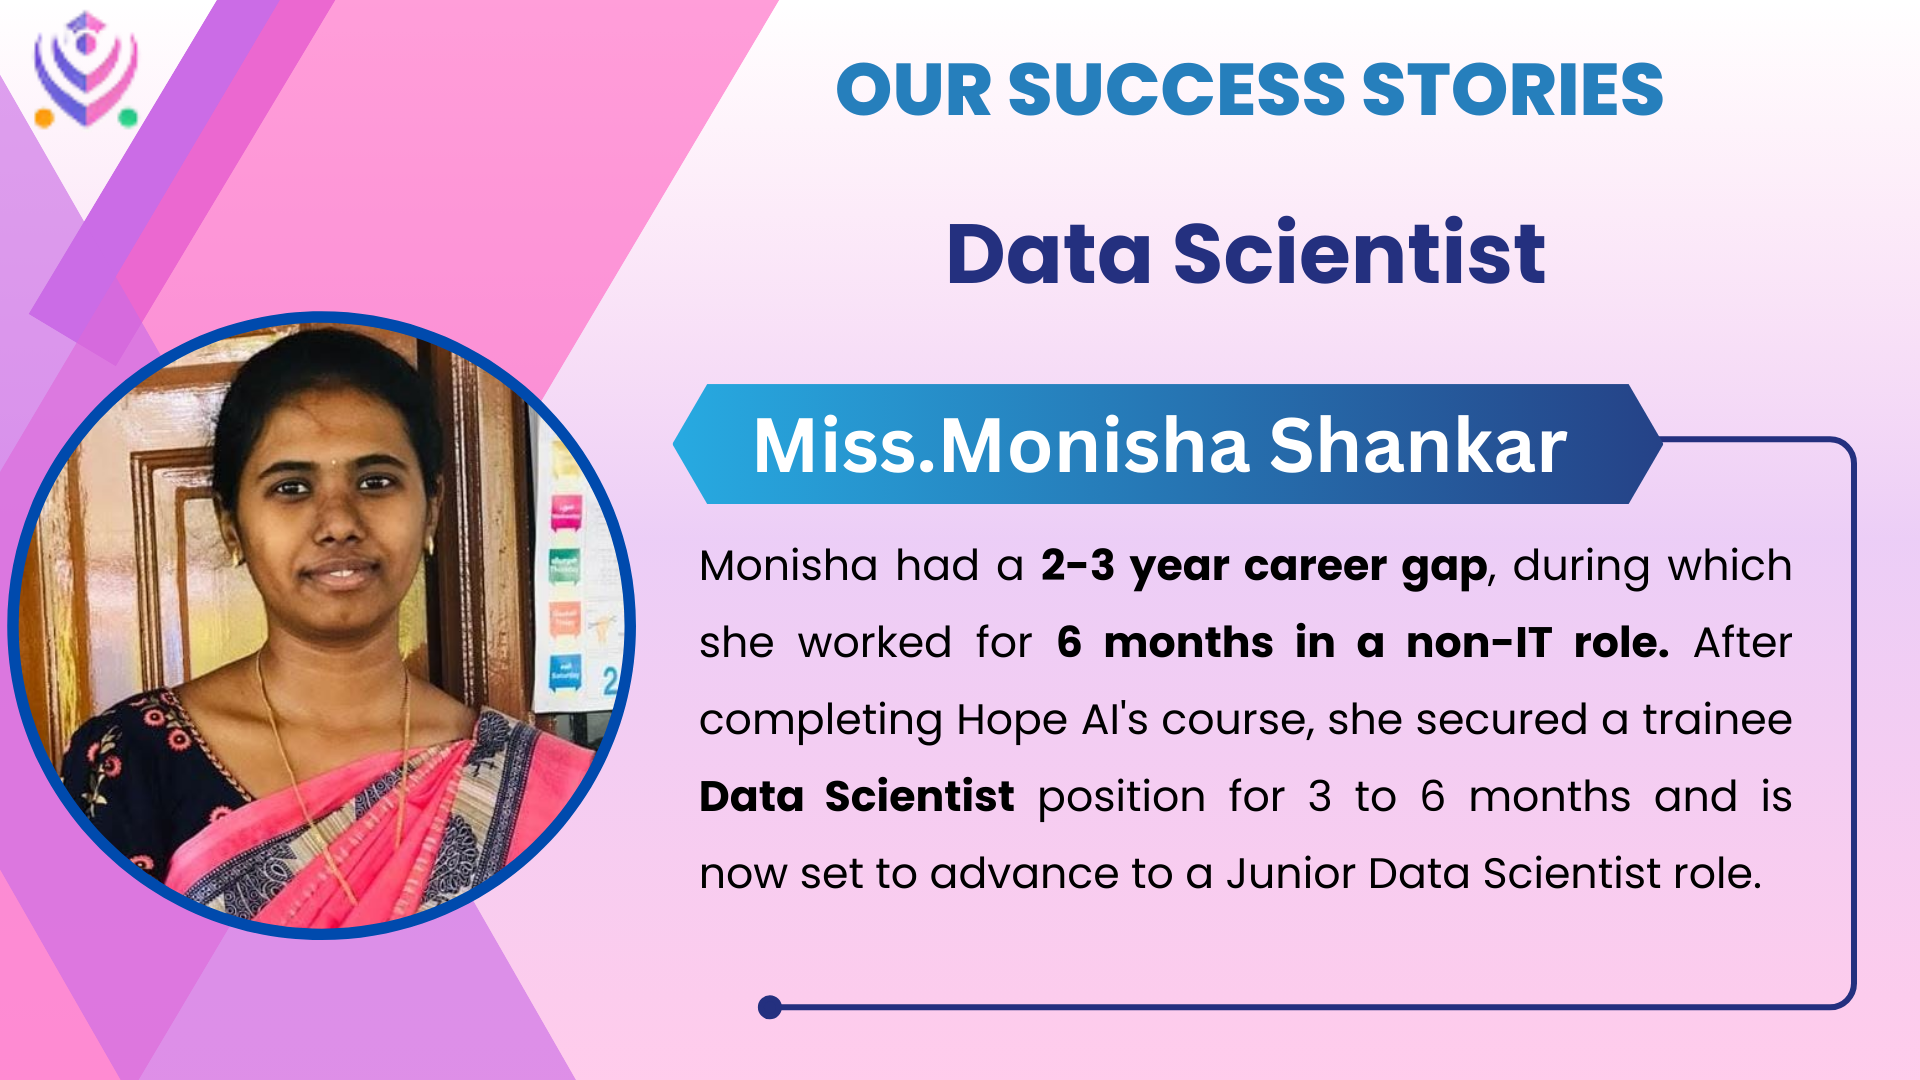 OUR SUCCESS STORIES
Data Scientist
Miss.Monisha Shankar
Monisha had a 2-3 year career gap, during which
she worked for 6 months in a non-IT role. After
completing Hope AI's course, she secured a trainee
Data Scientist position for 3 to 6 months and is
now set to advance to a Junior Data Scientist role.
Saturday
2